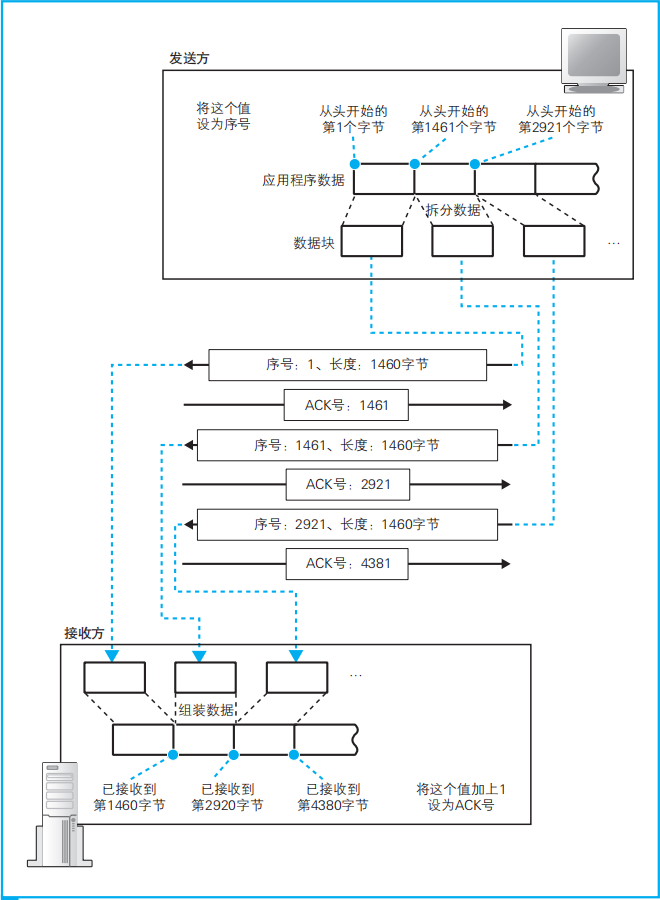 发送方
将这个值
设为序号
从头开始的
第1个字节
从头开始的
第1461个字节
从头开始的
第2921个字节
应用程序数据
拆分数据
数据块
…
序号：1、长度：1460字节
ACK号：1461
序号：1461、长度：1460字节
ACK号：2921
序号：2921、长度：1460字节
ACK号：4381
接收方
…
组装数据
已接收到
第1460字节
已接收到
第2920字节
已接收到
第4380字节
将这个值加上1
设为ACK号